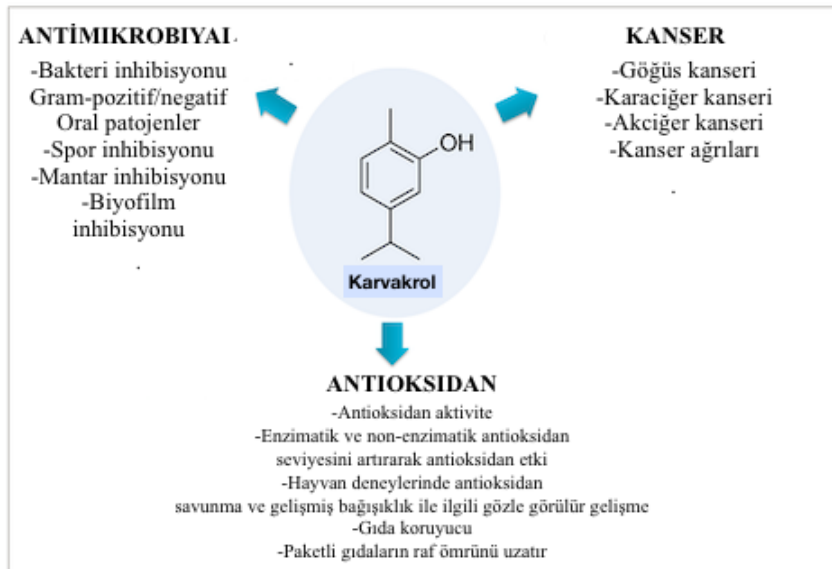 ANTİMİKROBIYAL
-Bakteri inhibisyonu
Gram-pozitif/negatif
Oral patojenler
-Spor inhibisyonu
-Mantar inhibisyonu
-Biyofilm
inhibisyonu
KANSER
-Göğüs kanseri
-Karaciğer kanseri
-Akciğer kanseri
-Kanser ağrıları
OH
Karvakrol
ANTIOKSIDAN
-Antioksidan aktivite
-Enzimatik ve non-enzimatik antioksidan
seviyesini artırarak antioksidan etki
-Hayvan deneylerinde antioksidan
savunma ve gelişmiş bağışıklık ile ilgili gözle görülür gelişme
-Gıda koruyucu
-Paketli gıdaların raf ömrünü uzatır